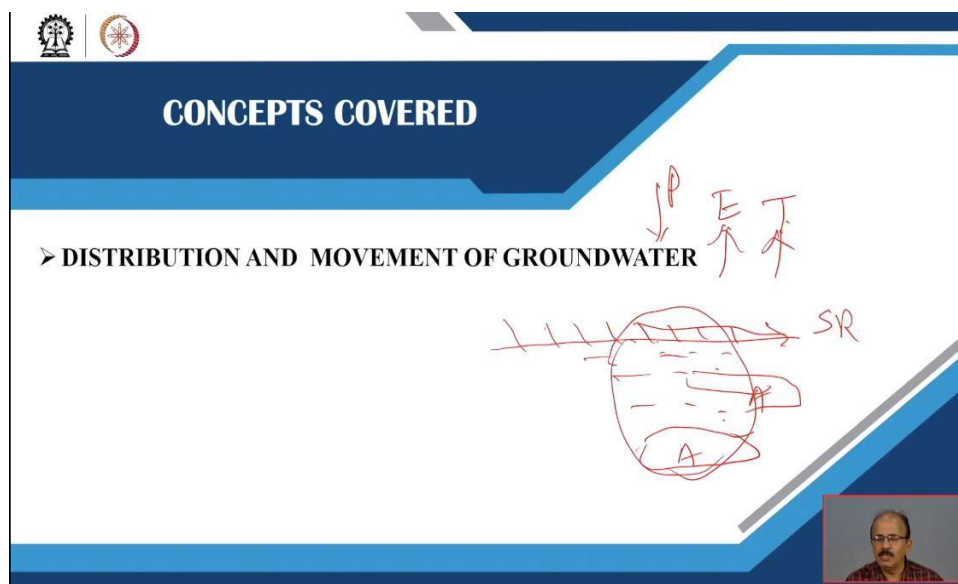 CONCEPTS COVERED
➢ DISTRIBUTION AND MOVEMENT OF GROUNDWATER
P
E T
SR
A
A